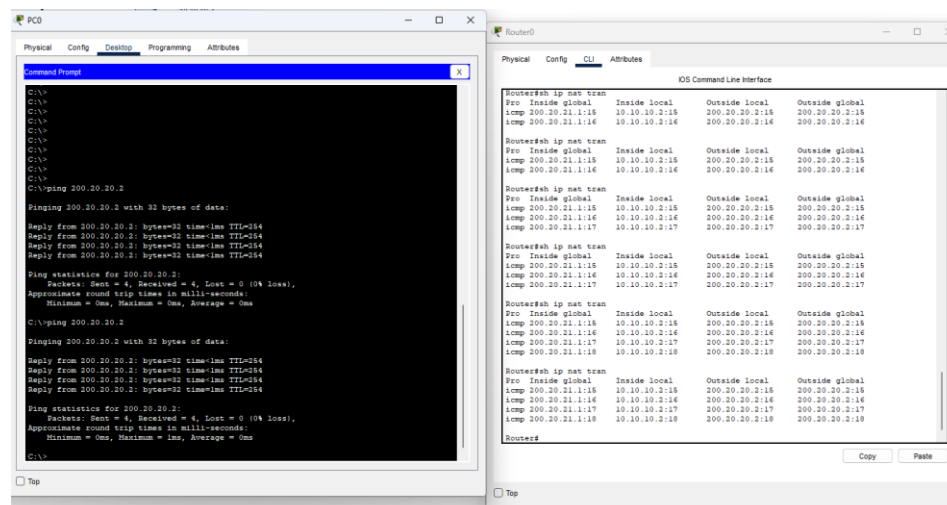 PC0
Physical Config Desktop Programming Attributes
Command Prompt X
C:\>
C:\>
C:\>
C:\>
C:\>
C:\>
C:\>
C:\>
C:\>
C:\>
C:\>ping 200.20.20.2
Pinging 200.20.20.2 with 32 bytes of data:
Reply from 200.20.20.2: bytes=32 time<1ms TTL=254
Reply from 200.20.20.2: bytes=32 time<1ms TTL=254
Reply from 200.20.20.2: bytes=32 time<1ms TTL=254
Reply from 200.20.20.2: bytes=32 time<1ms TTL=254
Ping statistics for 200.20.20.2:
Packets: Sent = 4, Received = 4, Lost = 0 (0% loss),
Approximate round trip times in milli-seconds:
Minimum = 0ms, Maximum = 0ms, Average = 0ms
C:\>ping 200.20.20.2
Pinging 200.20.20.2 with 32 bytes of data:
Reply from 200.20.20.2: bytes=32 time<1ms TTL=254
Reply from 200.20.20.2: bytes=32 time<1ms TTL=254
Reply from 200.20.20.2: bytes=32 time<1ms TTL=254
Reply from 200.20.20.2: bytes=32 time=1ms TTL=254
Ping statistics for 200.20.20.2:
Packets: Sent = 4, Received = 4, Lost = 0 (0% loss),
Approximate round trip times in milli-seconds:
Minimum = 0ms, Maximum = 1ms, Average = 0ms
C:\>
Top
Router0
Physical Config CLI Attributes
IOS Command Line Interface
Router#sh ip nat tran
Pro Inside global Inside local Outside local Outside global
icmp 200.20.21.1:15 10.10.10.2:15 200.20.20.2:15 200.20.20.2:15
icmp 200.20.21.1:16 10.10.10.2:16 200.20.20.2:16 200.20.20.2:16
Router#sh ip nat tran
Pro Inside global Inside local Outside local Outside global
icmp 200.20.21.1:15 10.10.10.2:15 200.20.20.2:15 200.20.20.2:15
icmp 200.20.21.1:16 10.10.10.2:16 200.20.20.2:16 200.20.20.2:16
Router#sh ip nat tran
Pro Inside global Inside local Outside local Outside global
icmp 200.20.21.1:15 10.10.10.2:15 200.20.20.2:15 200.20.20.2:15
icmp 200.20.21.1:16 10.10.10.2:16 200.20.20.2:16 200.20.20.2:16
icmp 200.20.21.1:17 10.10.10.2:17 200.20.20.2:17 200.20.20.2:17
Router#sh ip nat tran
Pro Inside global Inside local Outside local Outside global
icmp 200.20.21.1:15 10.10.10.2:15 200.20.20.2:15 200.20.20.2:15
icmp 200.20.21.1:16 10.10.10.2:16 200.20.20.2:16 200.20.20.2:16
icmp 200.20.21.1:17 10.10.10.2:17 200.20.20.2:17 200.20.20.2:17
Router#sh ip nat tran
Pro Inside global Inside local Outside local Outside global
icmp 200.20.21.1:15 10.10.10.2:15 200.20.20.2:15 200.20.20.2:15
icmp 200.20.21.1:16 10.10.10.2:16 200.20.20.2:16 200.20.20.2:16
icmp 200.20.21.1:17 10.10.10.2:17 200.20.20.2:17 200.20.20.2:17
icmp 200.20.21.1:18 10.10.10.2:18 200.20.20.2:18 200.20.20.2:18
Router#sh ip nat tran
Pro Inside global Inside local Outside local Outside global
icmp 200.20.21.1:15 10.10.10.2:15 200.20.20.2:15 200.20.20.2:15
icmp 200.20.21.1:16 10.10.10.2:16 200.20.20.2:16 200.20.20.2:16
icmp 200.20.21.1:17 10.10.10.2:17 200.20.20.2:17 200.20.20.2:17
icmp 200.20.21.1:18 10.10.10.2:18 200.20.20.2:18 200.20.20.2:18
Router#
Copy Paste
Top